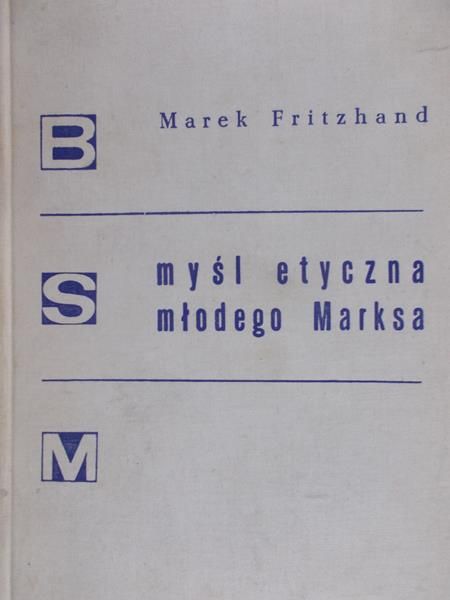 B
Marek Fritzhand
S
myśl etyczna
młodego Marksa
M